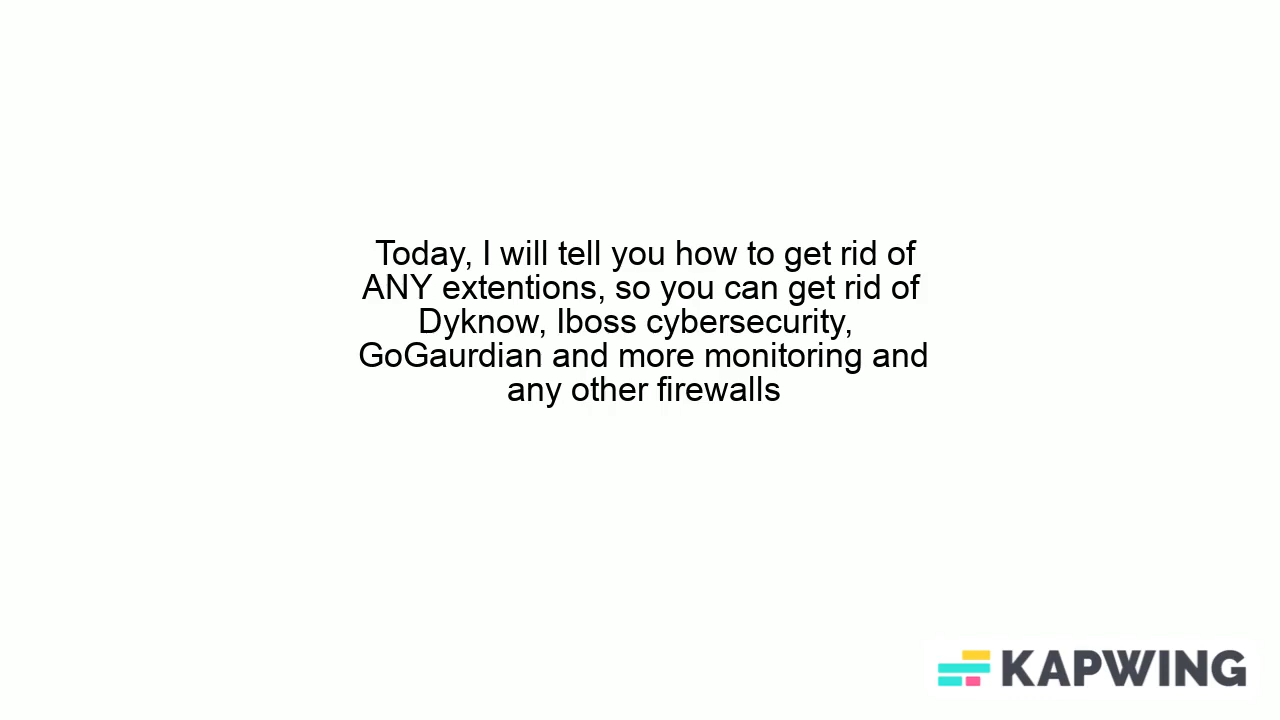 Today, I will tell you how to get rid of
ANY extentions, so you can get rid of
Dyknow, Iboss cybersecurity,
GoGaurdian and more monitoring and
any other firewalls
KAPWING